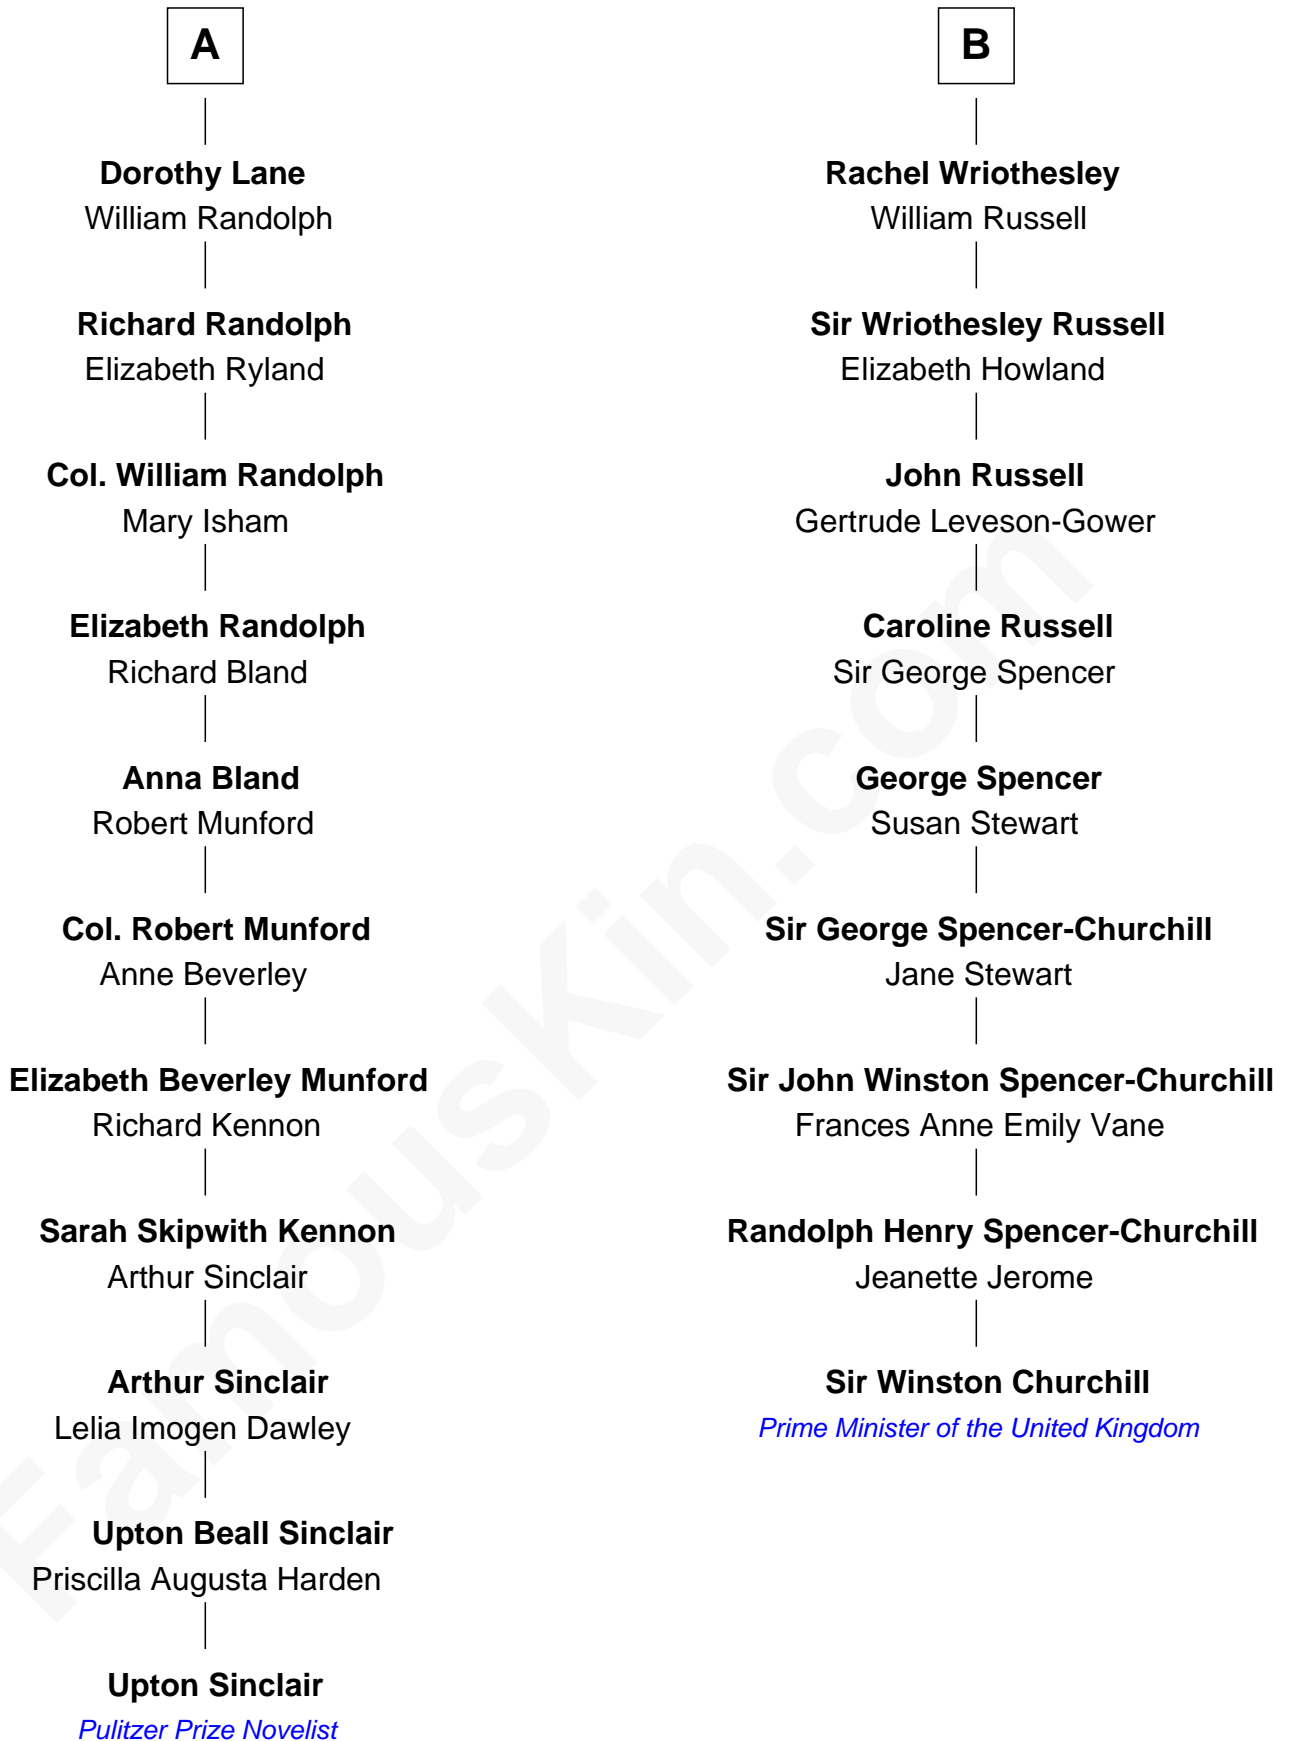 A
Dorothy Lane
William Randolph
Richard Randolph
Elizabeth Ryland
Col. William Randolph
Mary Isham
Elizabeth Randolph
Richard Bland
Anna Bland
Robert Munford
Col. Robert Munford
Anne Beverley
Elizabeth Beverley Munford
Richard Kennon
Sarah Skipwith Kennon
Arthur Sinclair
Arthur Sinclair
Lelia Imogen Dawley
Upton Beall Sinclair
Priscilla Augusta Harden
Upton Sinclair
Pulitzer Prize Novelist
B
Rachel Wriothesley
William Russell
Sir Wriothesley Russell
Elizabeth Howland
John Russell
Gertrude Leveson-Gower
Caroline Russell
Sir George Spencer
George Spencer
Susan Stewart
Sir George Spencer-Churchill
Jane Stewart
Sir John Winston Spencer-Churchill
Frances Anne Emily Vane
Randolph Henry Spencer-Churchill
Jeanette Jerome
Sir Winston Churchill
Prime Minister of the United Kingdom
FamousKin.com